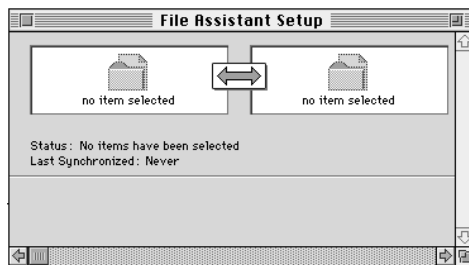 File Assistant Setup
no item selected
no item selected
Status: No items have been selected
Last Synchronized: Never